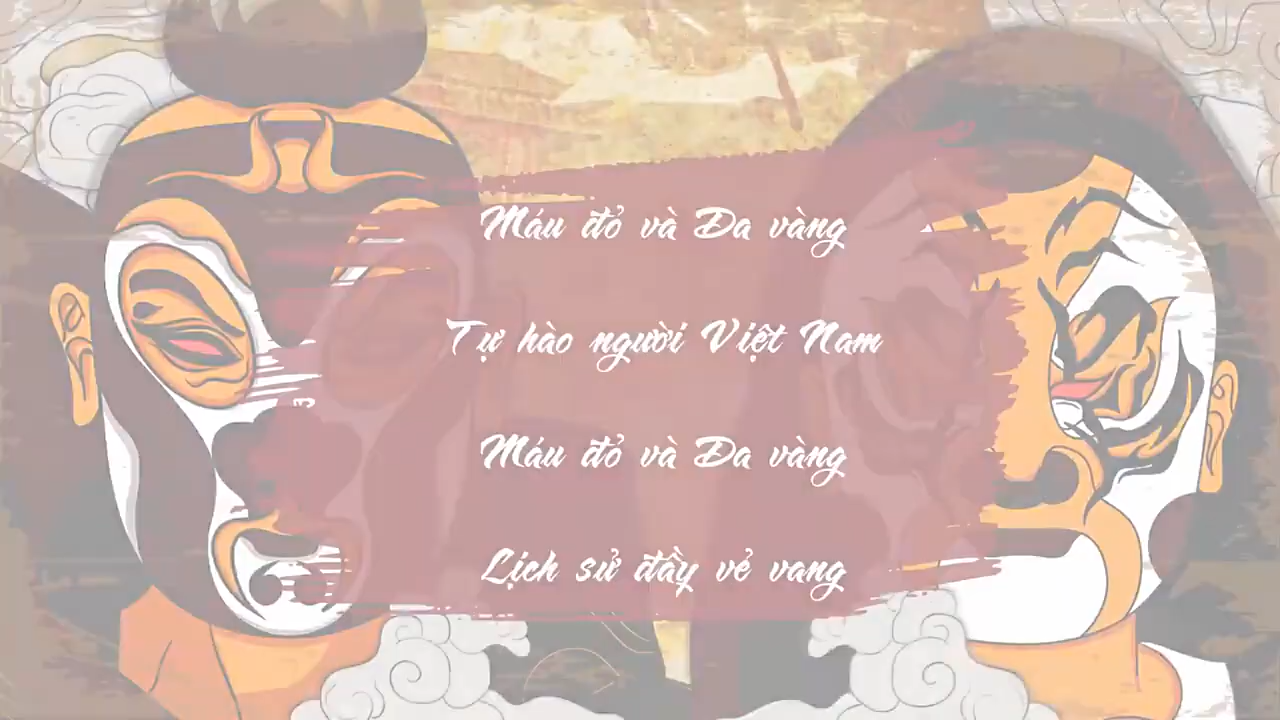 Máu đỏ và Da vàng
Tự hào người Việt Nam
Máu đỏ và Da vàng
Lịch sử đầy vẻ vang